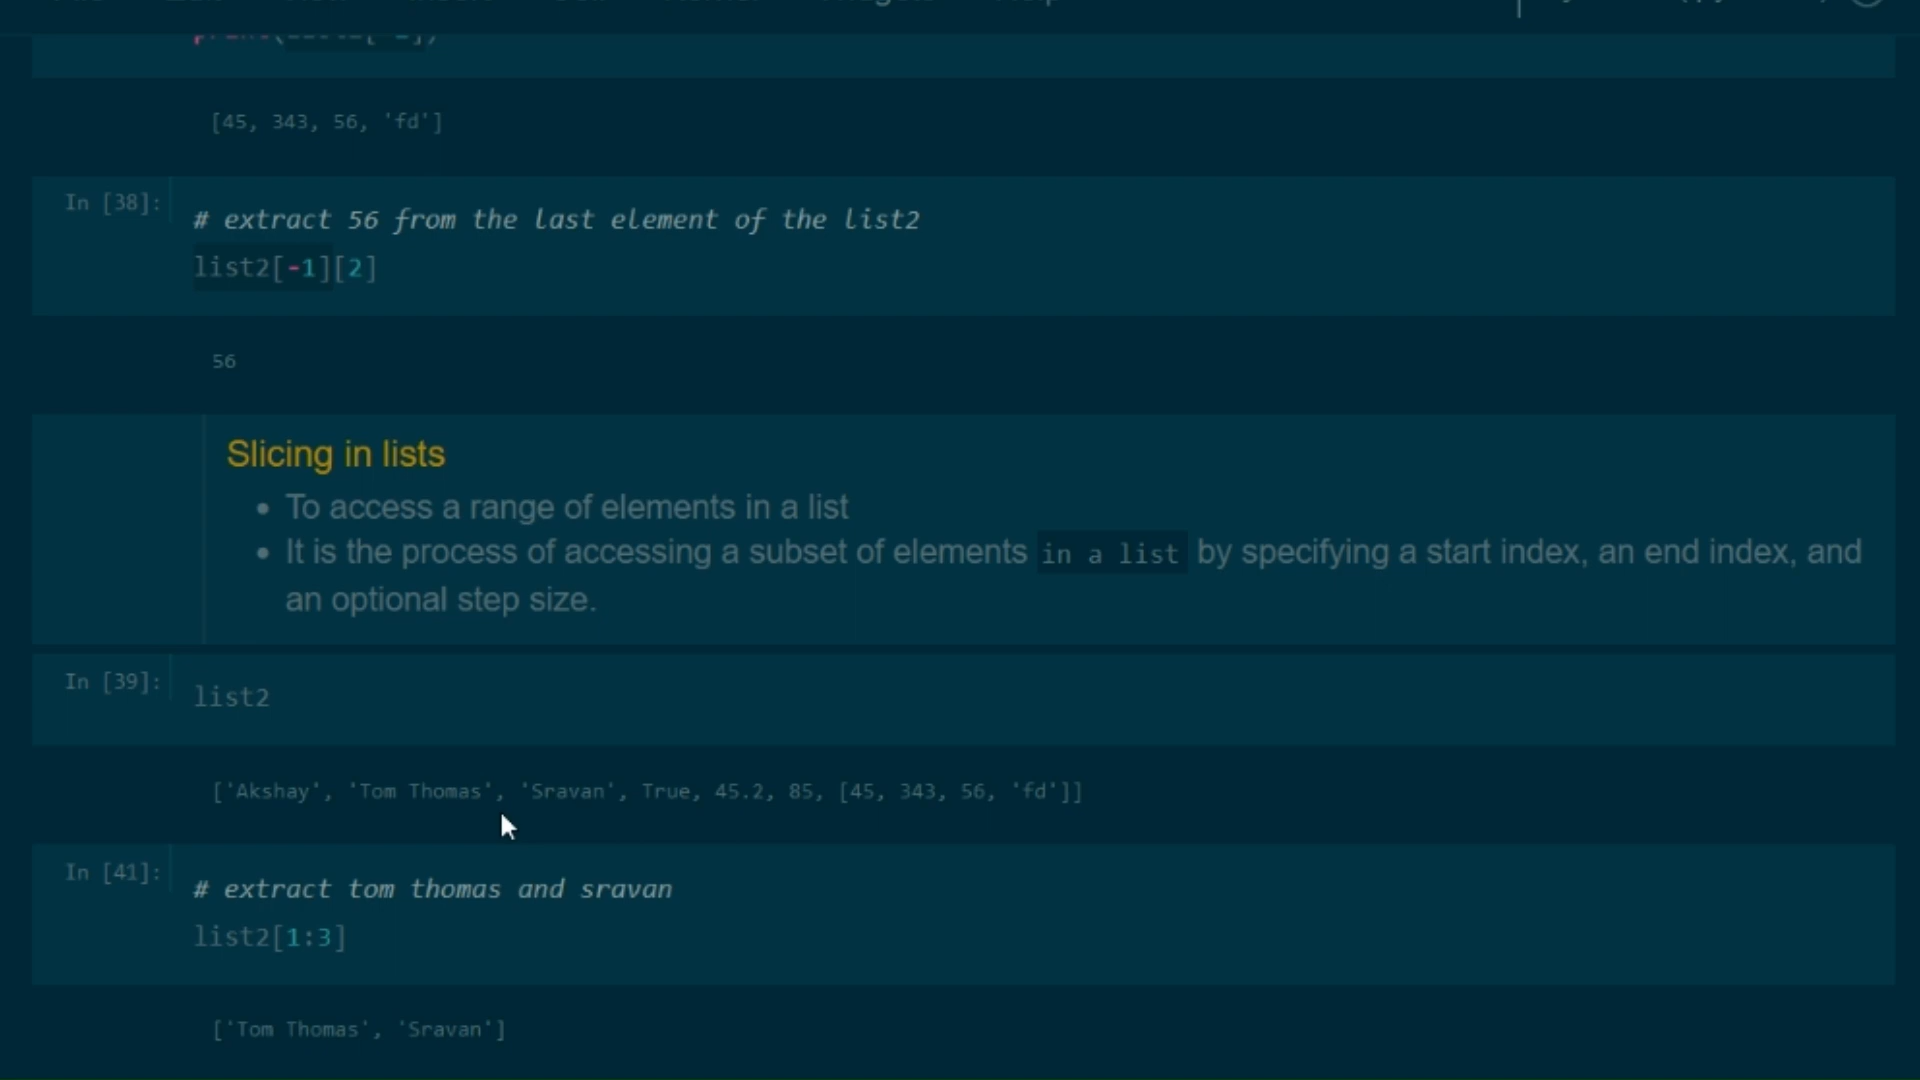 [45, 343, 56, 'fd']
In [38]:
# extract 56 from the last element of the list2
list2[-1][2]
56
Slicing in lists
• To access a range of elements in a list
• It is the process of accessing a subset of elements in a list by specifying a start index, an end index, and
an optional step size.
In [39]:
list2
['Akshay', 'Tom Thomas', 'Sravan', True, 45.2, 85, [45, 343, 56, 'fd']]
In [41]:
# extract tom thomas and sravan
list2[1:3]
['Tom Thomas', 'Sravan']